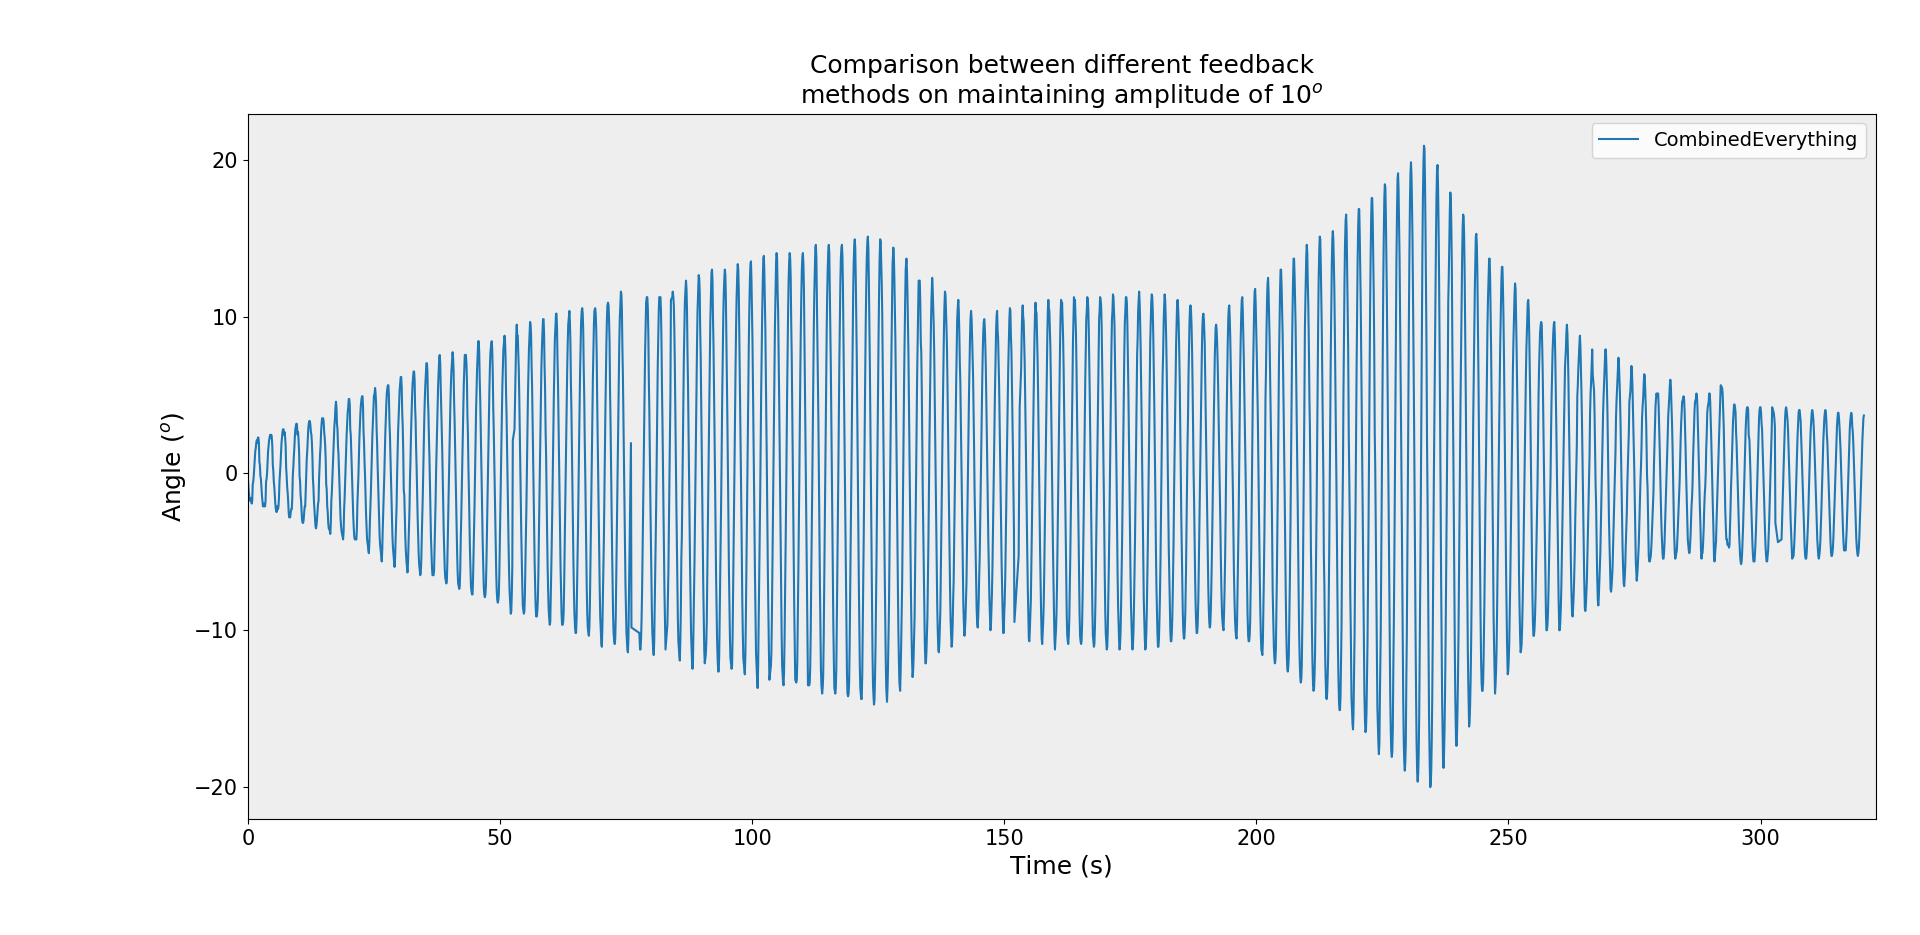 Comparison between different feedback
methods on maintaining amplitude of 10°
CombinedEverything
Angle (°)
20
10
0
−10
−20
0 50 100 150 200 250 300
Time (s)